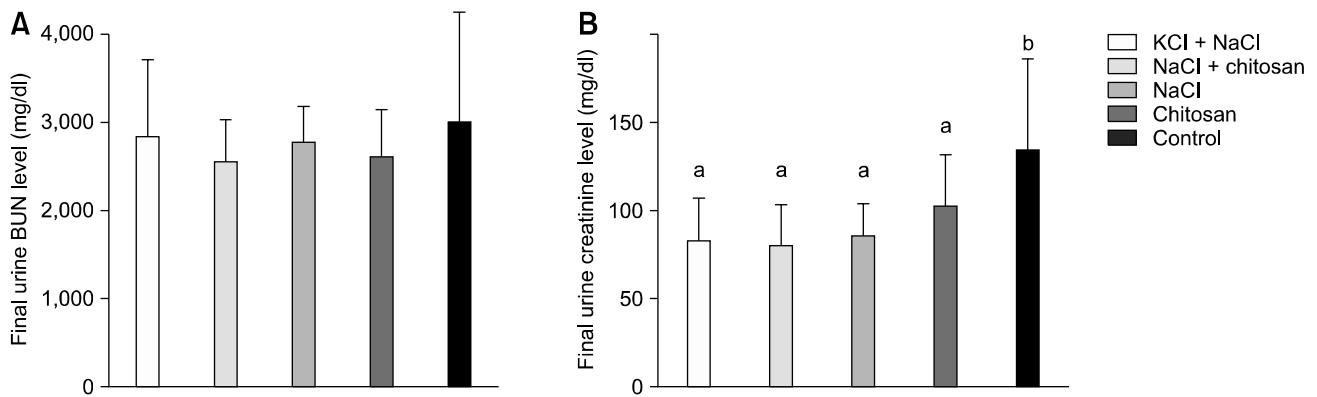 A
Final urine BUN level (mg/dl)
4,000
3,000
2,000
1,000
0
B
Final urine creatinine level (mg/dl)
150
100
50
0
a
a
a
a
b
KCl + NaCl
NaCl + chitosan
NaCl
Chitosan
Control